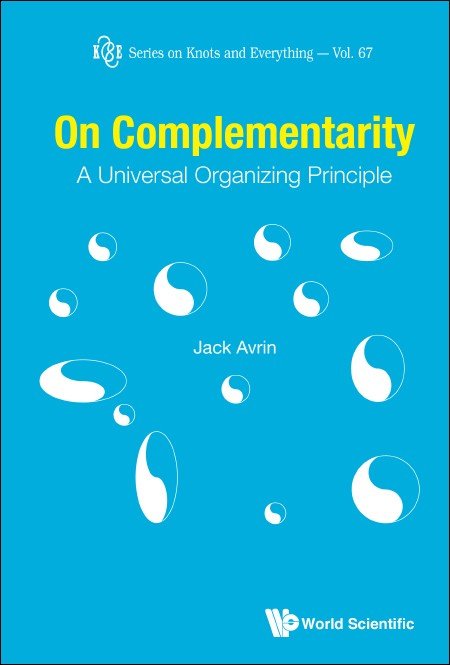 K&E Series on Knots and Everything — Vol. 67
On Complementarity
A Universal Organizing Principle
Jack Avrin
World Scientific